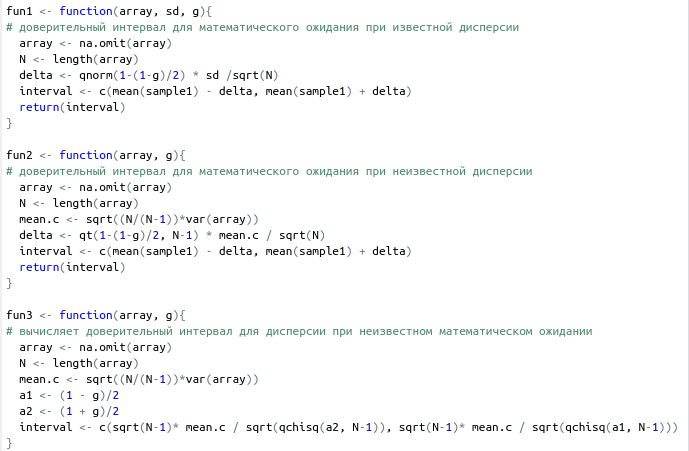 fun1 <- function(array, sd, g){
# доверительный интервал для математического ожидания при известной дисперсии
  array <- na.omit(array)
  N <- length(array)
  delta <- qnorm(1-(1-g)/2) * sd /sqrt(N)
  interval <- c(mean(sample1) - delta, mean(sample1) + delta)
  return(interval)
}

fun2 <- function(array, g){
# доверительный интервал для математического ожидания при неизвестной дисперсии
  array <- na.omit(array)
  N <- length(array)
  mean.c <- sqrt((N/(N-1))*var(array))
  delta <- qt(1-(1-g)/2, N-1) * mean.c / sqrt(N)
  interval <- c(mean(sample1) - delta, mean(sample1) + delta)
  return(interval)
}

fun3 <- function(array, g){
# вычисляет доверительный интервал для дисперсии при неизвестном математическом ожидании
  array <- na.omit(array)
  N <- length(array)
  mean.c <- sqrt((N/(N-1))*var(array))
  a1 <- (1 - g)/2
  a2 <- (1 + g)/2
  interval <- c(sqrt(N-1)* mean.c / sqrt(qchisq(a2, N-1)), sqrt(N-1)* mean.c / sqrt(qchisq(a1, N-1)))
}